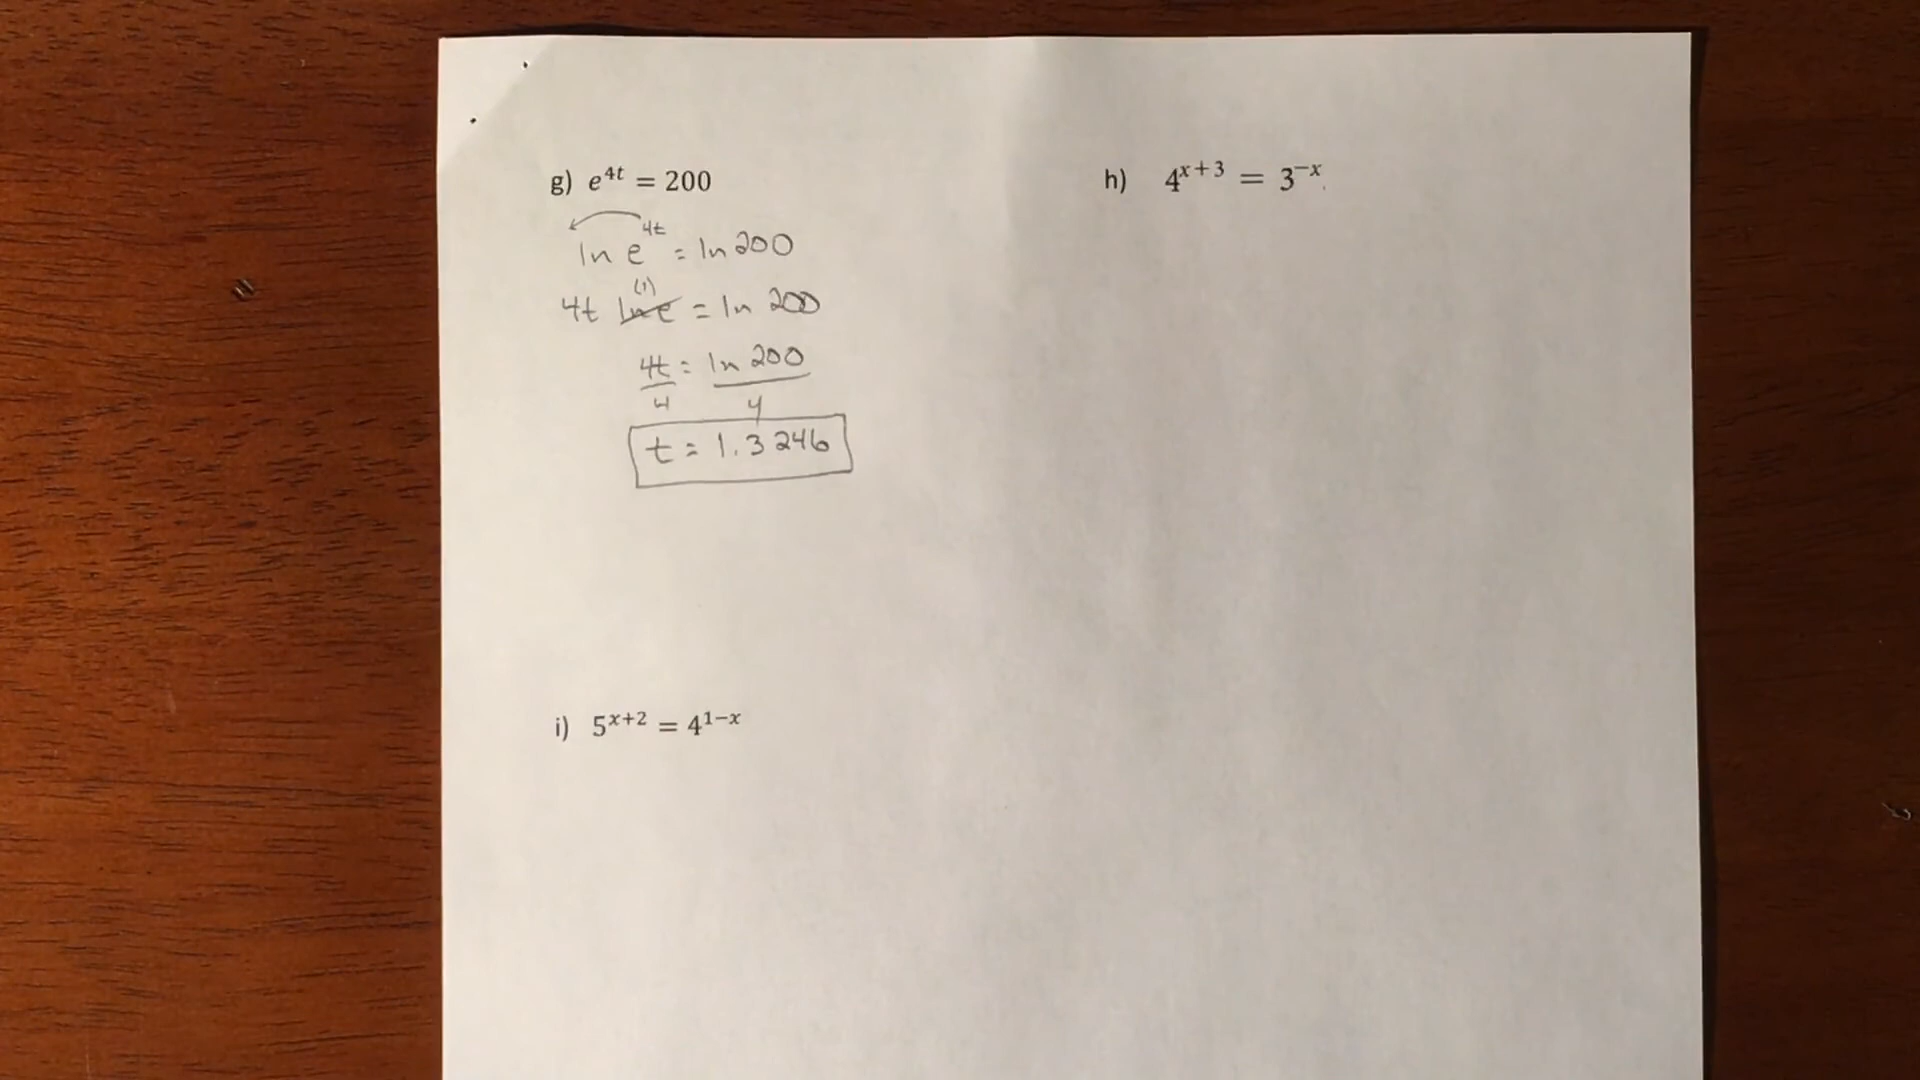 g) e^{4t} = 200
ln e^{4t} = ln 200
4t ln e (1) = ln 200
4t/4 = ln 200/4
t = 1.3246
h) 4^{x+3} = 3^{-x}
i) 5^{x+2} = 4^{1-x}